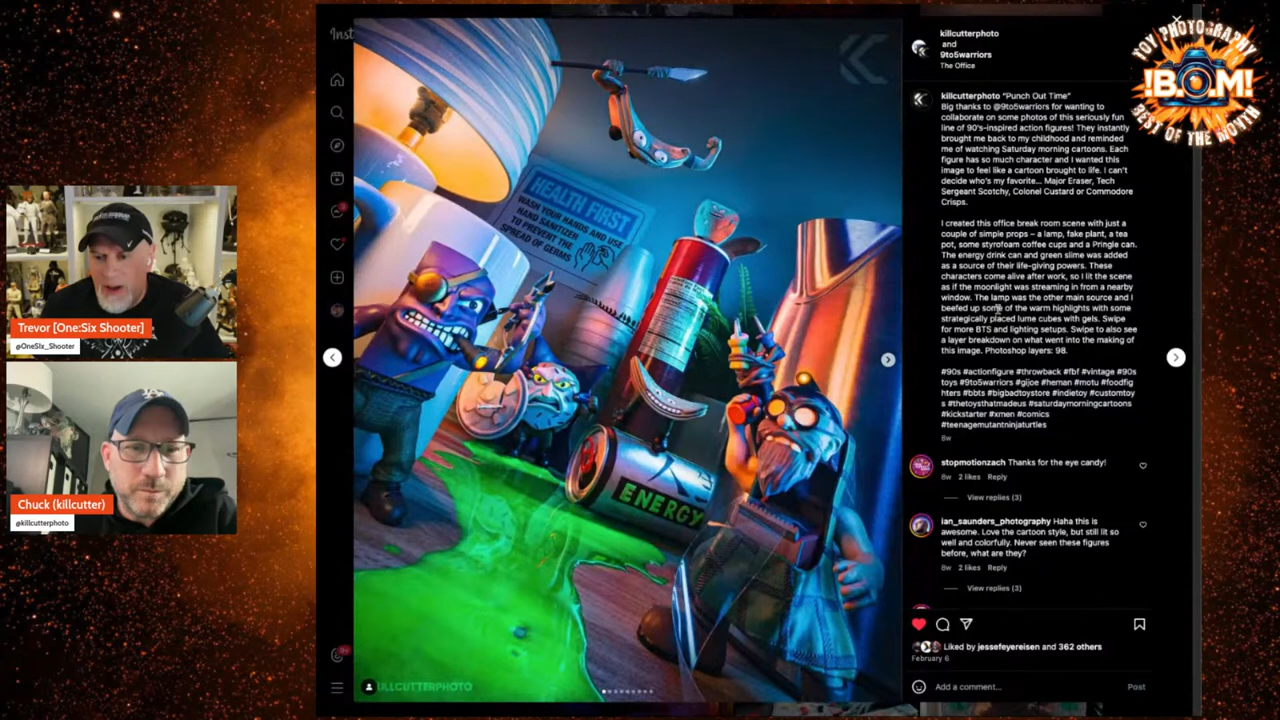 Inst
killcutterphoto
and
9to5warriors
The Office
TOY PHOTOGRAPHY
!B.O.M!
BEST OF THE MONTH
killcutterphoto "Punch Out Time"
Big thanks to @9to5warriors for wanting to
collaborate on some photos of this seriously fun
line of 90's-inspired action figures! They instantly
brought me back to my childhood and reminded
me of watching Saturday morning cartoons. Each
figure has so much character and I wanted this
image to feel like a cartoon brought to life. I can't
decide who's my favorite... Major Eraser, Tech
Sergeant Scotchy, Colonel Custard or Commodore
Crisps.
I created this office break room scene with just a
couple of simple props – a lamp, fake plant, a tea
pot, some styrofoam coffee cups and a Pringle can.
The energy drink can and green slime was added
as a source of their life-giving powers. These
characters come alive after work, so I lit the scene
as if the moonlight was streaming in from a nearby
window. The lamp was the other main source and I
beefed up some of the warm highlights with some
strategically placed lume cubes with gels. Swipe
for more BTS and lighting setups. Swipe to also see
a layer breakdown on what went into the making of
this image. Photoshop layers: 98.
#90s #actionfigure #throwback #fbf #vintage #90s
toys #9to5warriors #gijoe #heman #motu #foodfig
hters #bbts #bigbadtoystore #indietoy #customtoy
s #thetoysthatmadeus #saturdaymorningcartoons
#kickstarter #xmen #comics
#teenagemutantninjaturtles
8w
stopmotionzach Thanks for the eye candy!
8w 2 likes Reply
View replies (3)
ian_saunders_photography Haha this is
awesome. Love the cartoon style, but still lit so
well and colorfully. Never seen these figures
before, what are they?
8w 2 likes Reply
View replies (3)
Liked by jessefeyereisen and 362 others
February 6
Add a comment...
Post
HEALTH FIRST
WASH YOUR HANDS AND USE
HAND SANITIZER
TO PREVENT THE
SPREAD OF GERMS
ENERGY
KILLCUTTERPHOTO
Trevor [One:Six Shooter]
@OneSix_Shooter
Chuck (killcutter)
@killcutterphoto